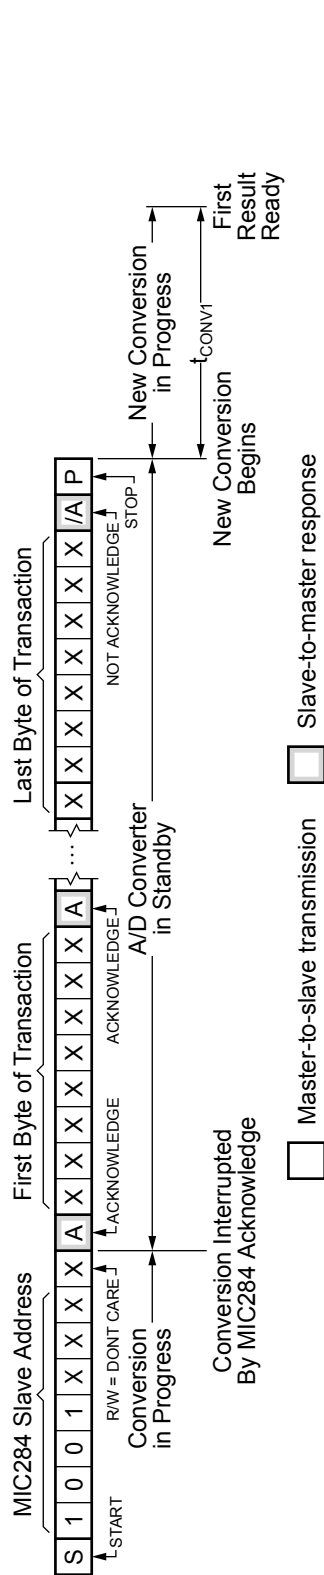 MIC284 Slave Address
First Byte of Transaction
Last Byte of Transaction
S 1 0 0 1 X X X X A X X X X X X X X A ... X X X X X X X X /A P
START
R/W = DONT CARE
ACKNOWLEDGE
ACKNOWLEDGE
NOT ACKNOWLEDGE
STOP
Conversion
in Progress
A/D Converter
in Standby
New Conversion
in Progress
tCONV1
Conversion Interrupted
By MIC284 Acknowledge
New Conversion
Begins
First
Result
Ready
Master-to-slave transmission
Slave-to-master response